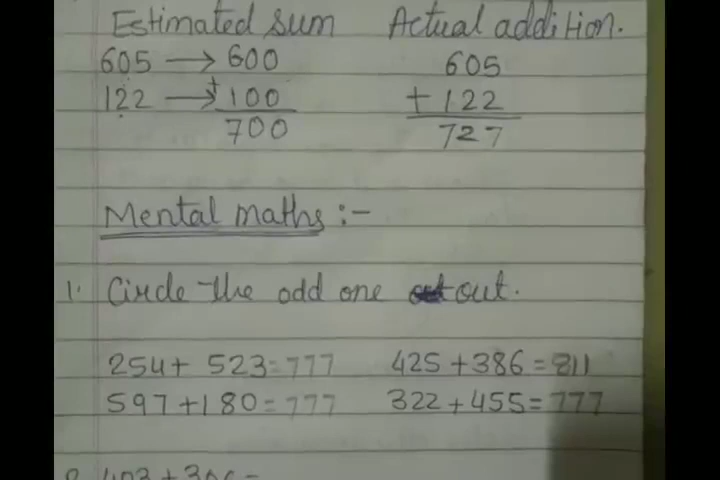 Estimated sum Actual addition.
605 → 600 605
122 → + 100 + 122
700 727
Mental maths :-
1. Circle the odd one out.
254 + 523 = 777 425 + 386 = 811
597 + 180 = 777 322 + 455 = 777